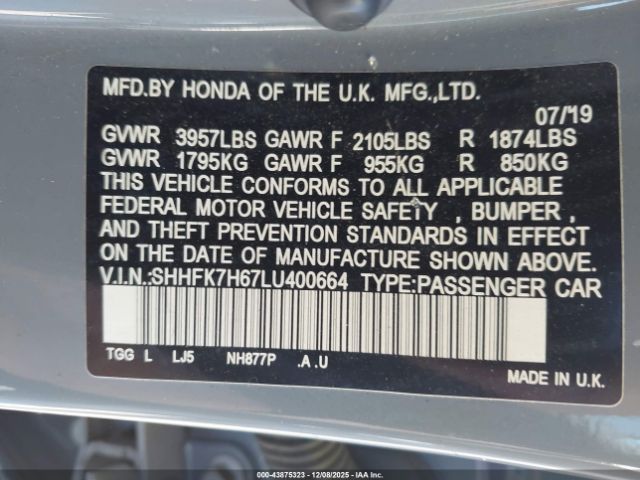 MFD.BY HONDA OF THE U.K. MFG.,LTD.
07/'19
GVWR 3957LBS GAWR F 2105LBS R 1874LBS
GVWR 1795KG GAWR F 955KG R 850KG
THIS VEHICLE CONFORMS TO ALL APPLICABLE
FEDERAL MOTOR VEHICLE SAFETY , BUMPER ,
AND THEFT PREVENTION STANDARDS IN EFFECT
ON THE DATE OF MANUFACTURE SHOWN ABOVE.
V.I.N.:SHHFK7H67LU400664 TYPE:PASSENGER CAR
TGG L LJ5 NH877P .A .U
MADE IN U.K.
000-43875323 - 12/08/2025 - IAA Inc.